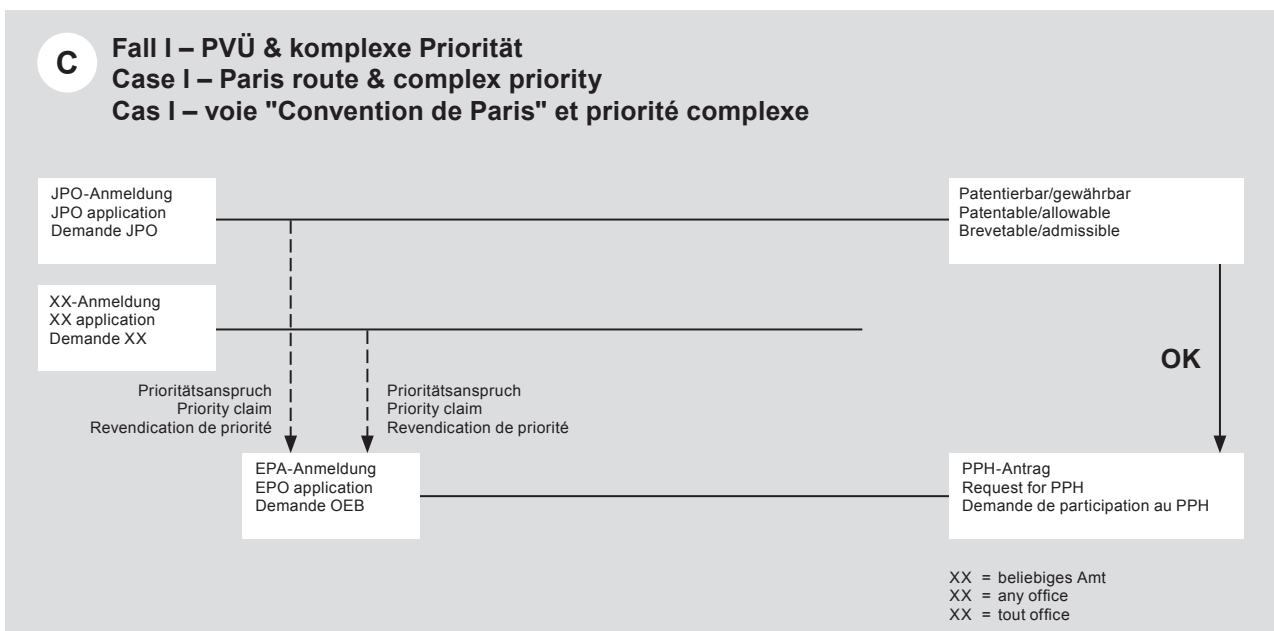 C
Fall I – PVÜ & komplexe Priorität
Case I – Paris route & complex priority
Cas I – voie "Convention de Paris" et priorité complexe
JPO-Anmeldung
JPO application
Demande JPO
Patentierbar/gewährbar
Patentable/allowable
Brevetable/admissible
XX-Anmeldung
XX application
Demande XX
OK
Prioritätsanspruch
Priority claim
Revendication de priorité
Prioritätsanspruch
Priority claim
Revendication de priorité
EPA-Anmeldung
EPO application
Demande OEB
PPH-Antrag
Request for PPH
Demande de participation au PPH
XX = beliebiges Amt
XX = any office
XX = tout office